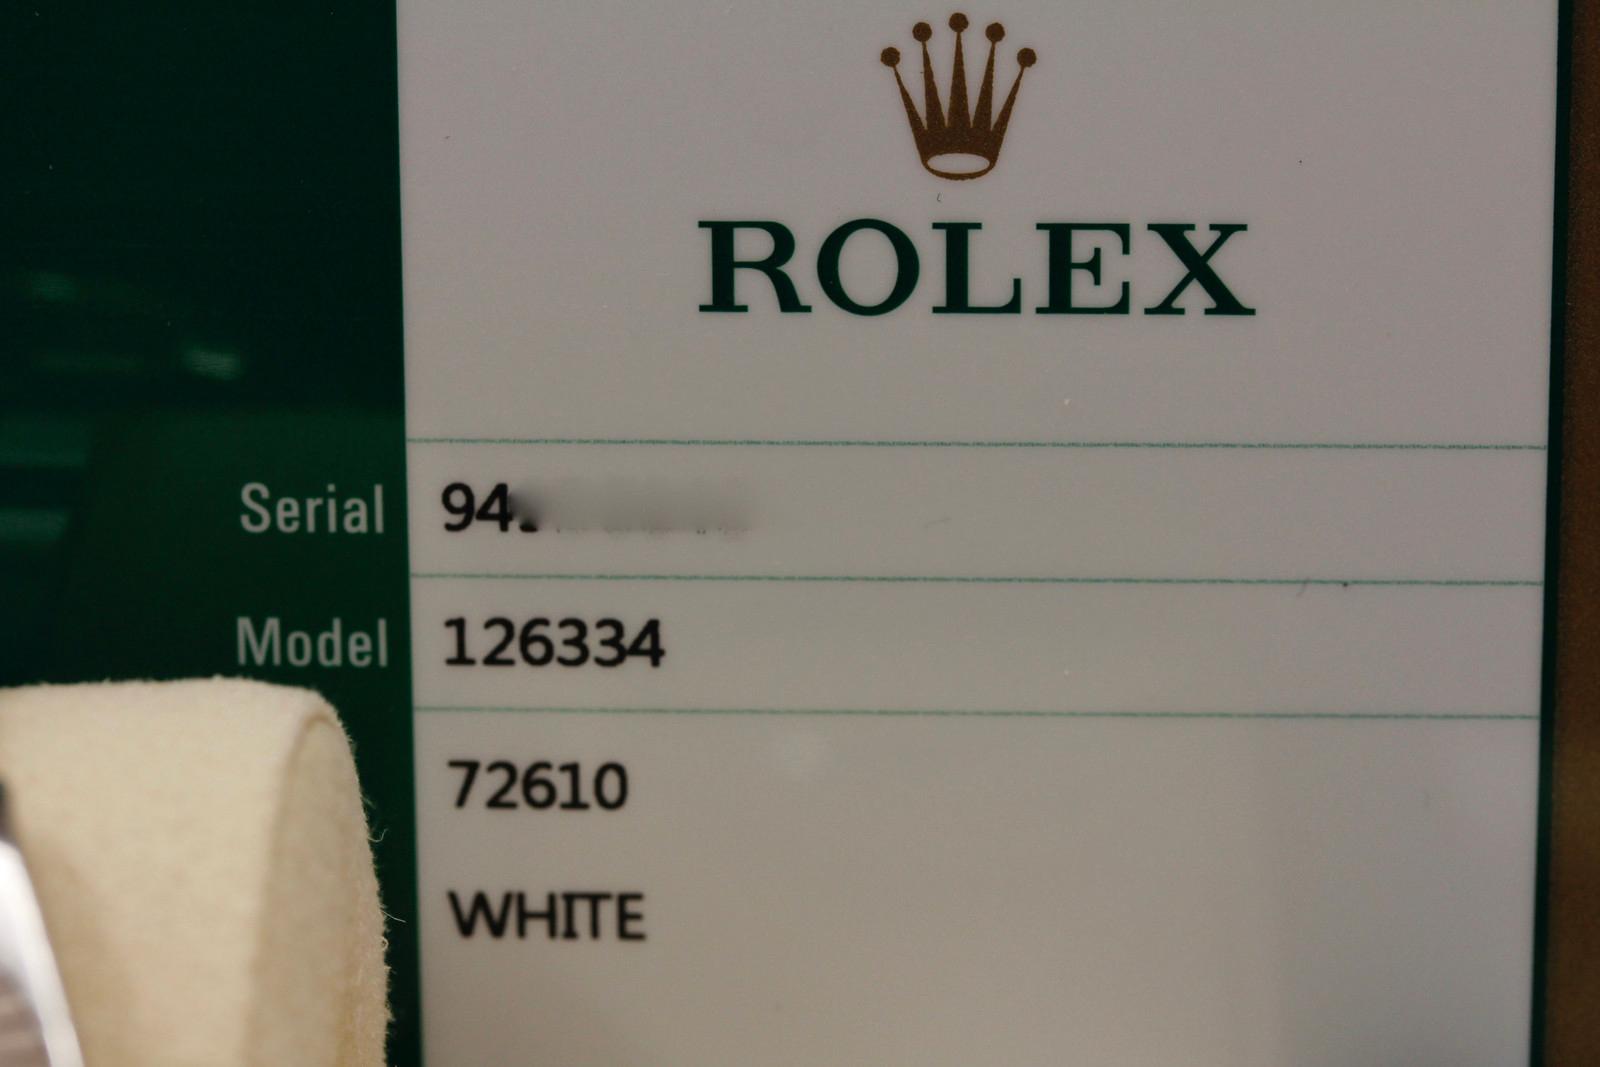 ROLEX
Serial 94
Model 126334
72610
WHITE